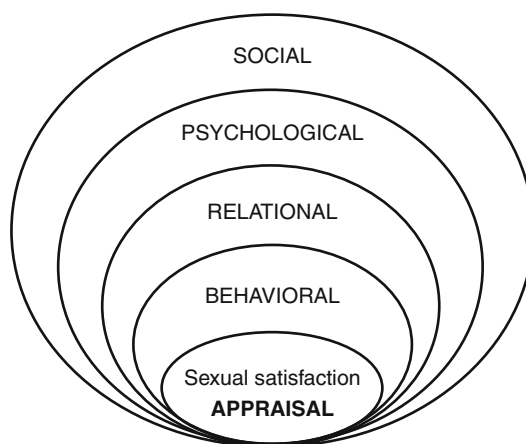 SOCIAL
PSYCHOLOGICAL
RELATIONAL
BEHAVIORAL
Sexual satisfaction
APPRAISAL